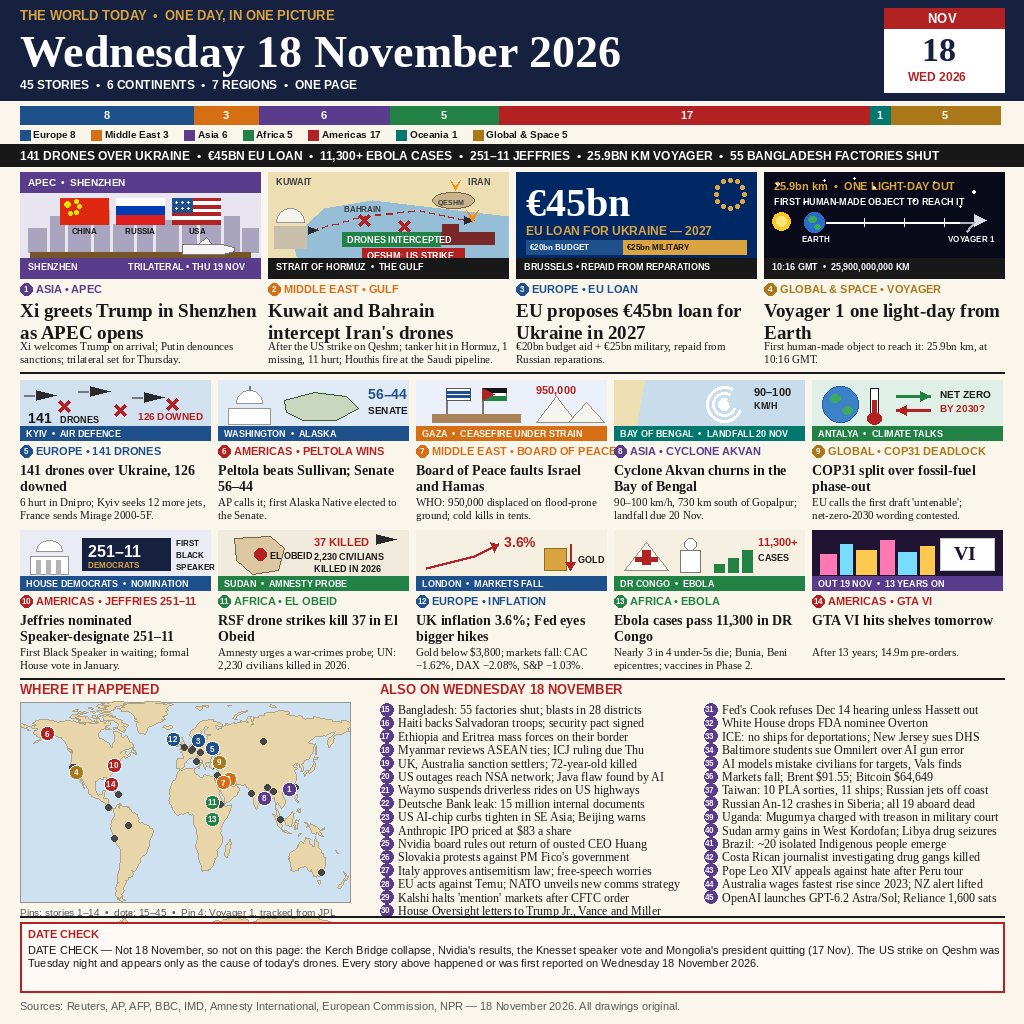 THE WORLD TODAY • ONE DAY, IN ONE PICTURE
Wednesday 18 November 2026
45 STORIES • 6 CONTINENTS • 7 REGIONS • ONE PAGE
NOV
18
WED 2026
8 3 6 5 17 1 5
Europe 8 Middle East 3 Asia 6 Africa 5 Americas 17 Oceania 1 Global & Space 5
141 DRONES OVER UKRAINE • €45BN EU LOAN • 11,300+ EBOLA CASES • 251–11 JEFFRIES • 25.9BN KM VOYAGER • 55 BANGLADESH FACTORIES SHUT
APEC • SHENZHEN
CHINA RUSSIA USA
SHENZHEN TRILATERAL • THU 19 NOV
1 ASIA • APEC
Xi greets Trump in Shenzhen
as APEC opens
Xi welcomes Trump on arrival; Putin denounces
sanctions; trilateral set for Thursday.
KUWAIT IRAN
QESHM
BAHRAIN
DRONES INTERCEPTED
QESHM: US STRIKE
STRAIT OF HORMUZ • THE GULF
2 MIDDLE EAST • GULF
Kuwait and Bahrain
intercept Iran's drones
After the US strike on Qeshm; tanker hit in Hormuz, 1
missing, 11 hurt; Houthis fire at the Saudi pipeline.
€45bn
EU LOAN FOR UKRAINE — 2027
€20bn BUDGET €25bn MILITARY
BRUSSELS • REPAID FROM REPARATIONS
3 EUROPE • EU LOAN
EU proposes €45bn loan for
Ukraine in 2027
€20bn budget aid + €25bn military, repaid from
Russian reparations.
25.9bn km • ONE LIGHT-DAY OUT
FIRST HUMAN-MADE OBJECT TO REACH IT
EARTH VOYAGER 1
10:16 GMT • 25,900,000,000 KM
4 GLOBAL & SPACE • VOYAGER
Voyager 1 one light-day from
Earth
First human-made object to reach it: 25.9bn km, at
10:16 GMT.
141 DRONES 126 DOWNED
KYIV • AIR DEFENCE
5 EUROPE • 141 DRONES
141 drones over Ukraine, 126
downed
6 hurt in Dnipro; Kyiv seeks 12 more jets,
France sends Mirage 2000-5F.
56–44
SENATE
WASHINGTON • ALASKA
6 AMERICAS • PELTOLA WINS
Peltola beats Sullivan; Senate
56–44
AP calls it; first Alaska Native elected to
the Senate.
950,000
GAZA • CEASEFIRE UNDER STRAIN
7 MIDDLE EAST • BOARD OF PEACE
Board of Peace faults Israel
and Hamas
WHO: 950,000 displaced on flood-prone
ground; cold kills in tents.
90–100
KM/H
BAY OF BENGAL • LANDFALL 20 NOV
8 ASIA • CYCLONE AKVAN
Cyclone Akvan churns in the
Bay of Bengal
90–100 km/h, 730 km south of Gopalpur;
landfall due 20 Nov.
NET ZERO
BY 2030?
ANTALYA • CLIMATE TALKS
9 GLOBAL • COP31 DEADLOCK
COP31 split over fossil-fuel
phase-out
EU calls the first draft 'untenable';
net-zero-2030 wording contested.
251–11
DEMOCRATS
FIRST
BLACK
SPEAKER
HOUSE DEMOCRATS • NOMINATION
10 AMERICAS • JEFFRIES 251–11
Jeffries nominated
Speaker-designate 251–11
First Black Speaker in waiting; formal
House vote in January.
37 KILLED
EL OBEID
2,230 CIVILIANS
KILLED IN 2026
SUDAN • AMNESTY PROBE
11 AFRICA • EL OBEID
RSF drone strikes kill 37 in El
Obeid
Amnesty urges a war-crimes probe; UN:
2,230 civilians killed in 2026.
3.6%
GOLD
LONDON • MARKETS FALL
12 EUROPE • INFLATION
UK inflation 3.6%; Fed eyes
bigger hikes
Gold below $3,800; markets fall: CAC
−1.62%, DAX −2.08%, S&P −1.03%.
11,300+
CASES
DR CONGO • EBOLA
13 AFRICA • EBOLA
Ebola cases pass 11,300 in DR
Congo
Nearly 3 in 4 under-5s die; Bunia, Beni
epicentres; vaccines in Phase 2.
VI
OUT 19 NOV • 13 YEARS ON
14 AMERICAS • GTA VI
GTA VI hits shelves tomorrow
After 13 years; 14.9m pre-orders.
WHERE IT HAPPENED
6 12 3 5 4 10 9 7 14 1 8 11 13
Pins: stories 1–14 • dots: 15–45 • Pin 4: Voyager 1, tracked from JPL
ALSO ON WEDNESDAY 18 NOVEMBER
15 Bangladesh: 55 factories shut; blasts in 28 districts
16 Haiti backs Salvadoran troops; security pact signed
17 Ethiopia and Eritrea mass forces on their border
18 Myanmar reviews ASEAN ties; ICJ ruling due Thu
19 UK, Australia sanction settlers; 72-year-old killed
20 US outages reach NSA network; Java flaw found by AI
21 Waymo suspends driverless rides on US highways
22 Deutsche Bank leak: 15 million internal documents
23 US AI-chip curbs tighten in SE Asia; Beijing warns
24 Anthropic IPO priced at $83 a share
25 Nvidia board rules out return of ousted CEO Huang
26 Slovakia protests against PM Fico's government
27 Italy approves antisemitism law; free-speech worries
28 EU acts against Temu; NATO unveils new comms strategy
29 Kalshi halts 'mention' markets after CFTC order
30 House Oversight letters to Trump Jr., Vance and Miller
31 Fed's Cook refuses Dec 14 hearing unless Hassett out
32 White House drops FDA nominee Overton
33 ICE: no ships for deportations; New Jersey sues DHS
34 Baltimore students sue Omnilert over AI gun error
35 AI models mistake civilians for targets, Vals finds
36 Markets fall; Brent $91.55; Bitcoin $64,649
37 Taiwan: 10 PLA sorties, 11 ships; Russian jets off coast
38 Russian An-12 crashes in Siberia; all 19 aboard dead
39 Uganda: Mugumya charged with treason in military court
40 Sudan army gains in West Kordofan; Libya drug seizures
41 Brazil: ~20 isolated Indigenous people emerge
42 Costa Rican journalist investigating drug gangs killed
43 Pope Leo XIV appeals against hate after Peru tour
44 Australia wages fastest rise since 2023; NZ alert lifted
45 OpenAI launches GPT-6.2 Astra/Sol; Reliance 1,600 sats
DATE CHECK
DATE CHECK — Not 18 November, so not on this page: the Kerch Bridge collapse, Nvidia's results, the Knesset speaker vote and Mongolia's president quitting (17 Nov). The US strike on Qeshm was
Tuesday night and appears only as the cause of today's drones. Every story above happened or was first reported on Wednesday 18 November 2026.
Sources: Reuters, AP, AFP, BBC, IMD, Amnesty International, European Commission, NPR — 18 November 2026. All drawings original.